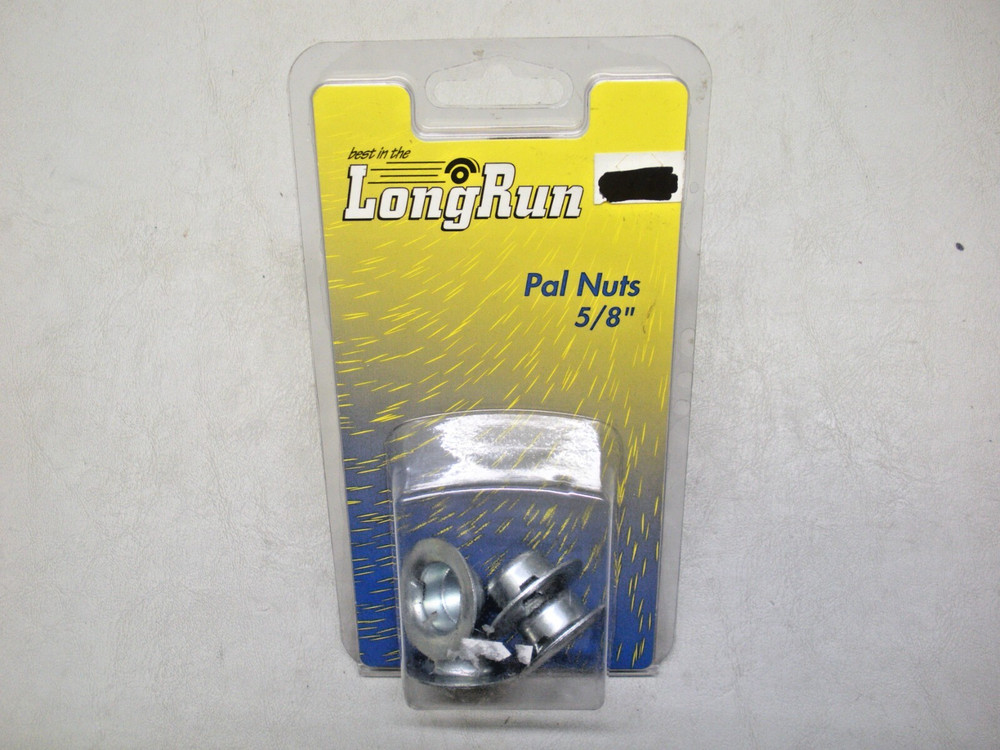 best in the
LongRun
Pal Nuts
5/8"